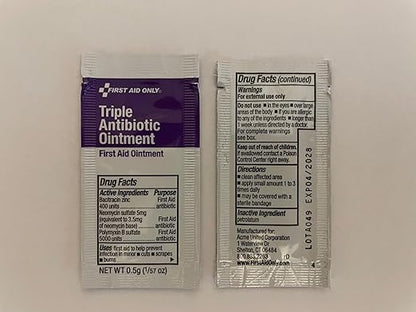 FIRST AID ONLY®
Triple
Antibiotic
Ointment
First Aid Ointment
Drug Facts
Active Ingredients Purpose
Bacitracin zinc First Aid
400 units antibiotic
Neomycin sulfate 5mg
(equivalent to 3.5mg First Aid
of neomycin base) antibiotic
Polymyxin B sulfate First Aid
5000 units antibiotic
Uses first aid to help prevent
infection in minor ■ cuts ■ scrapes
■ burns
NET WT 0.5g (1/57 oz)
Drug Facts (continued)
Warnings
For external use only
Do not use ■ in the eyes ■ over large
areas of the body ■ if you are allergic
to any of the ingredients ■ longer than
1 week unless directed by a doctor.
For complete warnings
see box.
Keep out of reach of children.
If swallowed contact a Poison
Control Center right away.
Directions
■ clean affected area
■ apply small amount 1 to 3
times daily
■ may be covered with a
sterile bandage
Inactive Ingredient
petrolatum
Manufactured for:
Acme United Corporation
1 Waterview Dr.
Shelton, CT 06484
www.FirstAidOnly.com
EXP04/2028